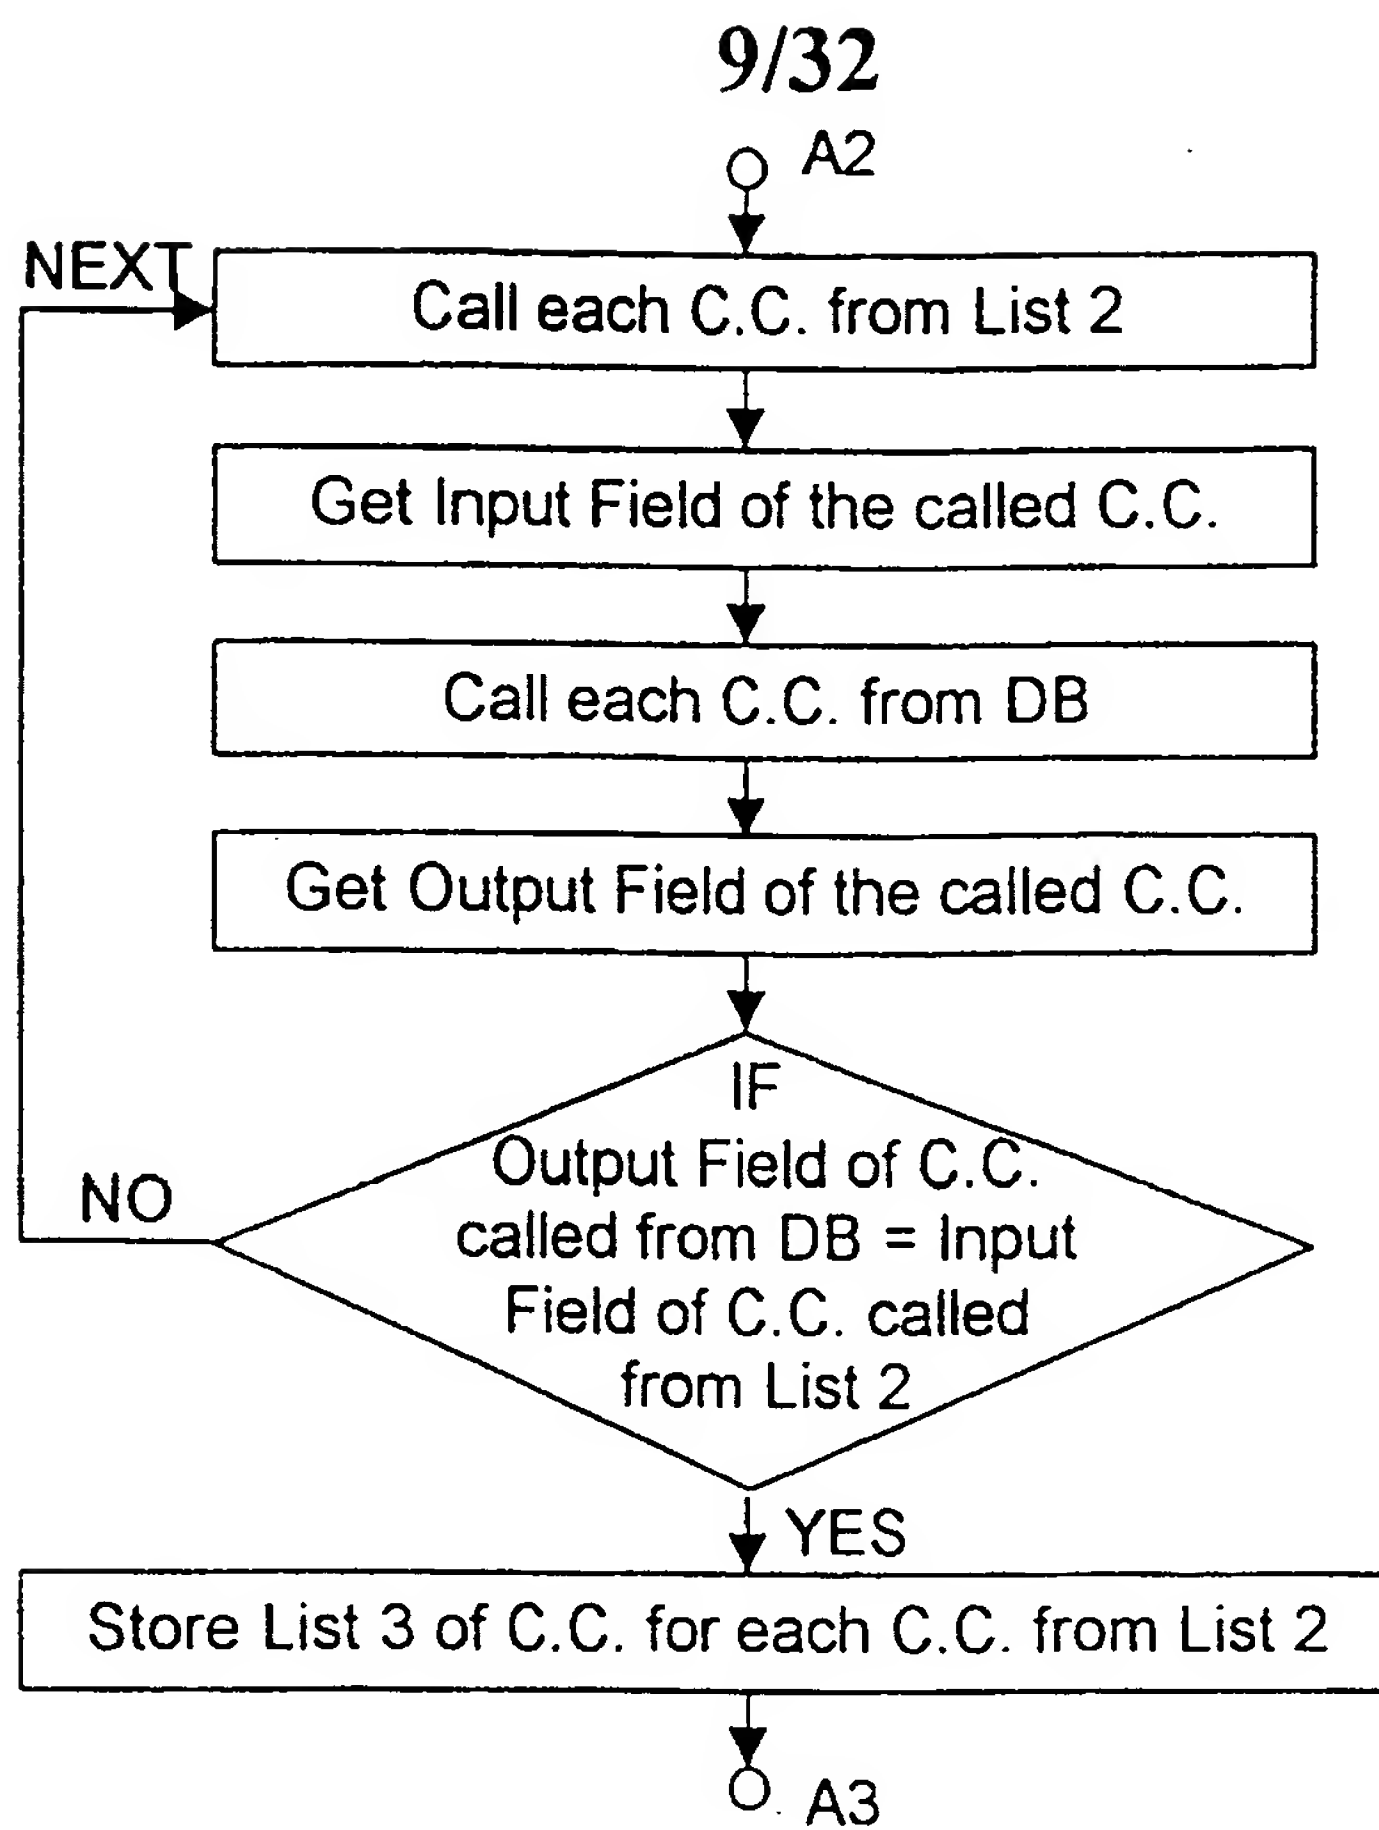 9/32
A2
NEXT
Call each C.C. from List 2
Get Input Field of the called C.C.
Call each C.C. from DB
Get Output Field of the called C.C.
IF
Output Field of C.C.
called from DB = Input
Field of C.C. called
from List 2
NO
YES
Store List 3 of C.C. for each C.C. from List 2
A3